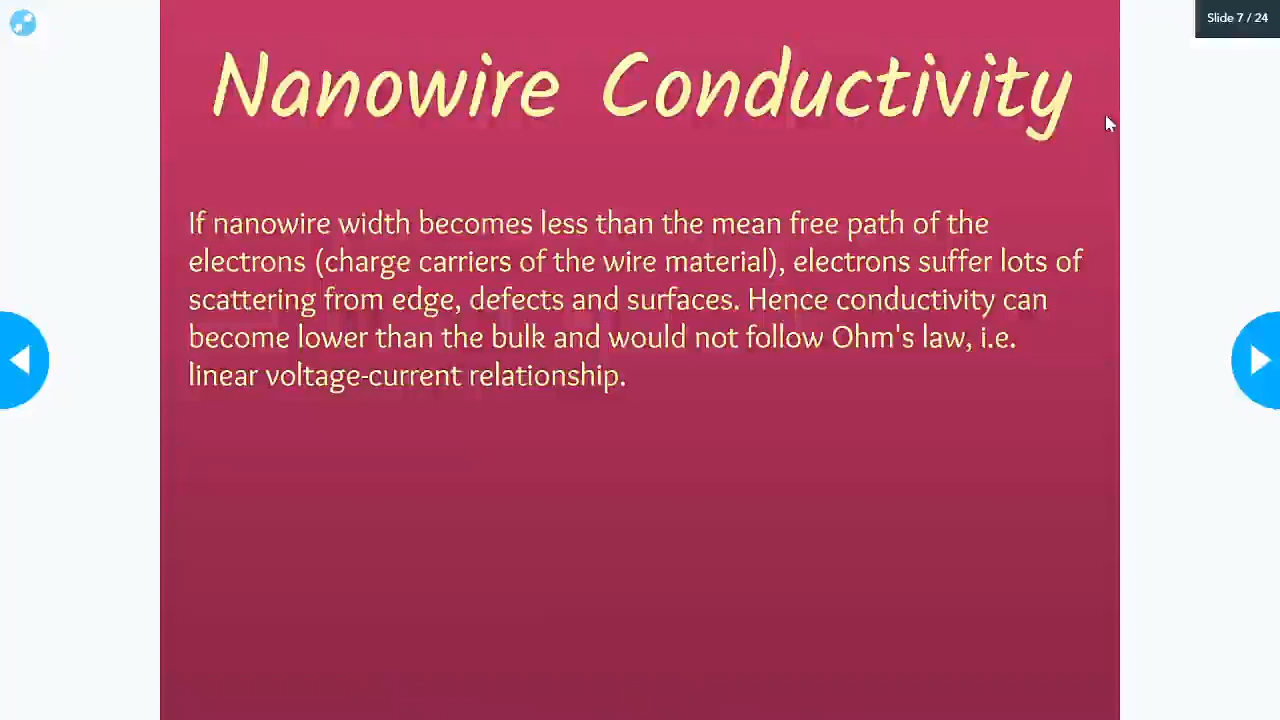 Slide 7 / 24
Nanowire Conductivity
If nanowire width becomes less than the mean free path of the
electrons (charge carriers of the wire material), electrons suffer lots of
scattering from edge, defects and surfaces. Hence conductivity can
become lower than the bulk and would not follow Ohm's law, i.e.
linear voltage-current relationship.